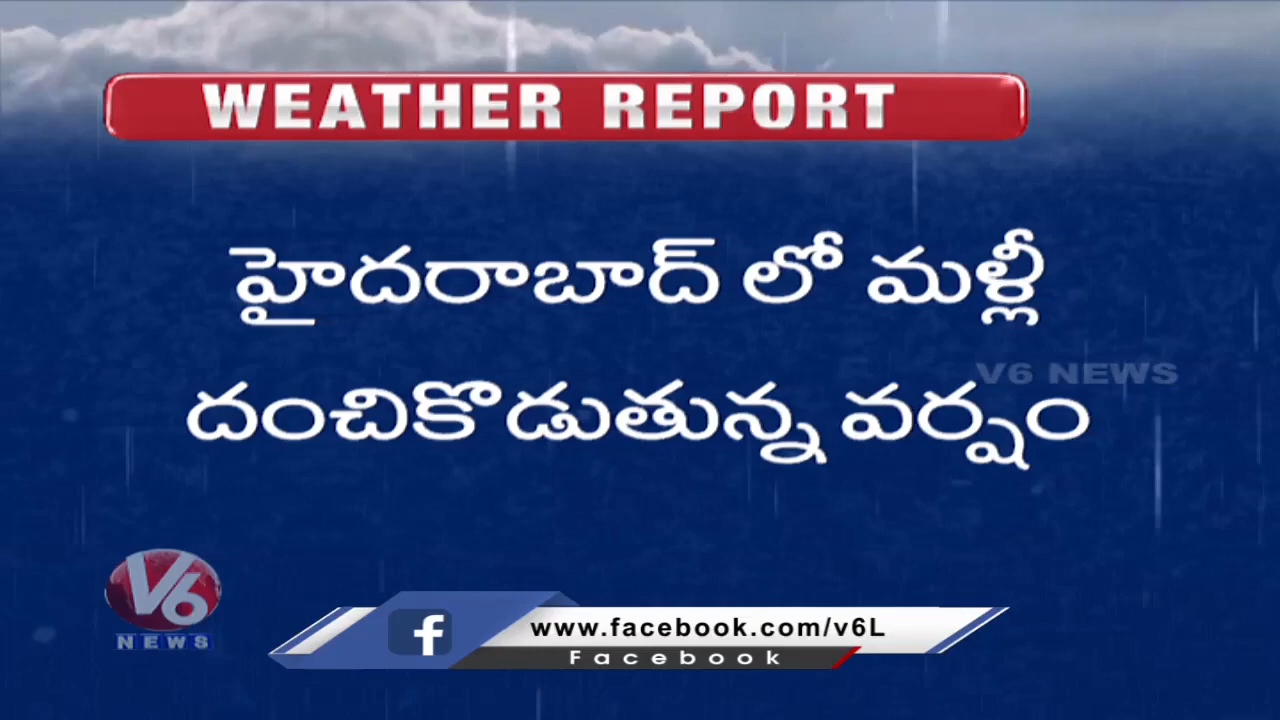 WEATHER REPORT
హైదరాబాద్ లో మళ్లీ
V6 NEWS
దంచికొడుతున్న వర్షం
V6
NEWS
www.facebook.com/v6L
Facebook